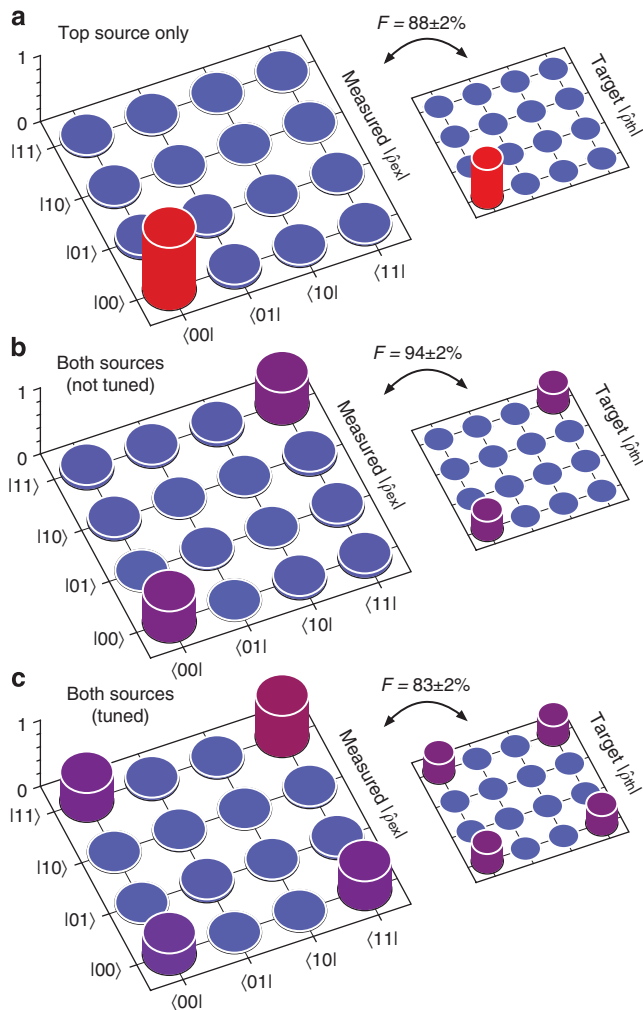 a
Top source only
F = 88±2%
1
0
|11⟩
|10⟩
|01⟩
|00⟩
⟨00|
⟨01|
⟨10|
⟨11|
Measured |ρ̂ex|
Target |ρ̂th|
b
Both sources
(not tuned)
F = 94±2%
1
0
|11⟩
|10⟩
|01⟩
|00⟩
⟨00|
⟨01|
⟨10|
⟨11|
Measured |ρ̂ex|
Target |ρ̂th|
c
Both sources
(tuned)
F = 83±2%
1
0
|11⟩
|10⟩
|01⟩
|00⟩
⟨00|
⟨01|
⟨10|
⟨11|
Measured |ρ̂ex|
Target |ρ̂th|